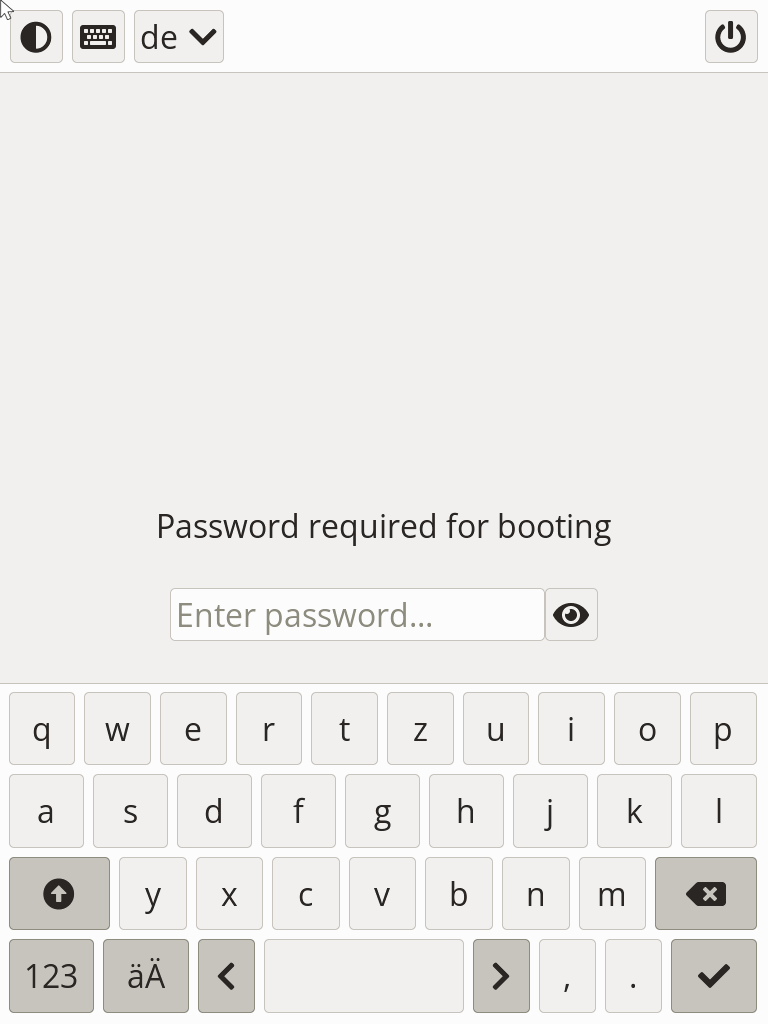 de
Password required for booting
Enter password...
q w e r t z u i o p
a s d f g h j k l
y x c v b n m
123 äÄ , .